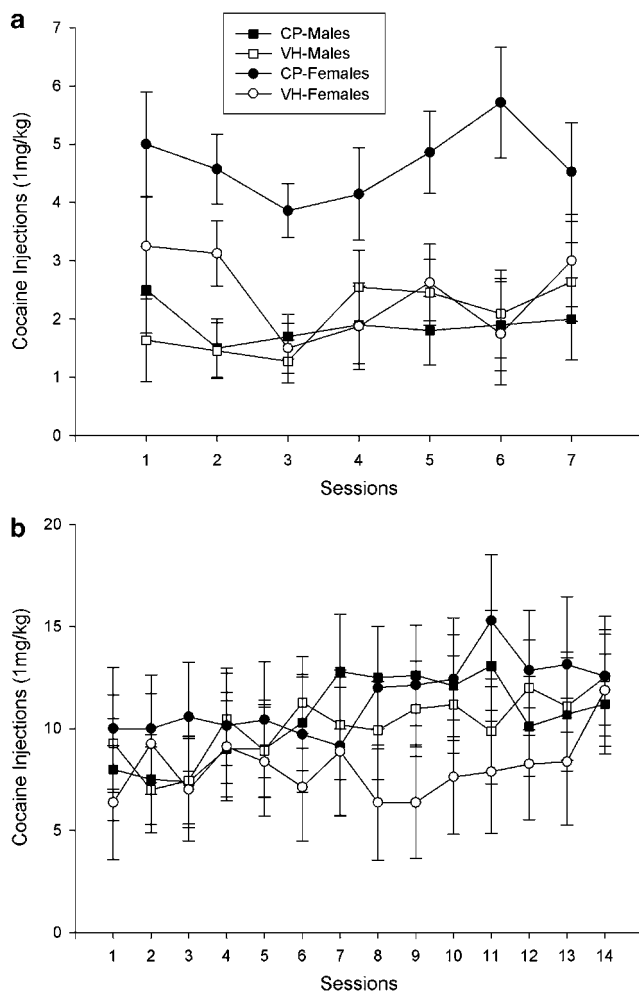 a
CP-Males
VH-Males
CP-Females
VH-Females
Cocaine Injections (1mg/kg)
7
6
5
4
3
2
1
0
1 2 3 4 5 6 7
Sessions
b
Cocaine Injections (1mg/kg)
20
15
10
5
0
1 2 3 4 5 6 7 8 9 10 11 12 13 14
Sessions